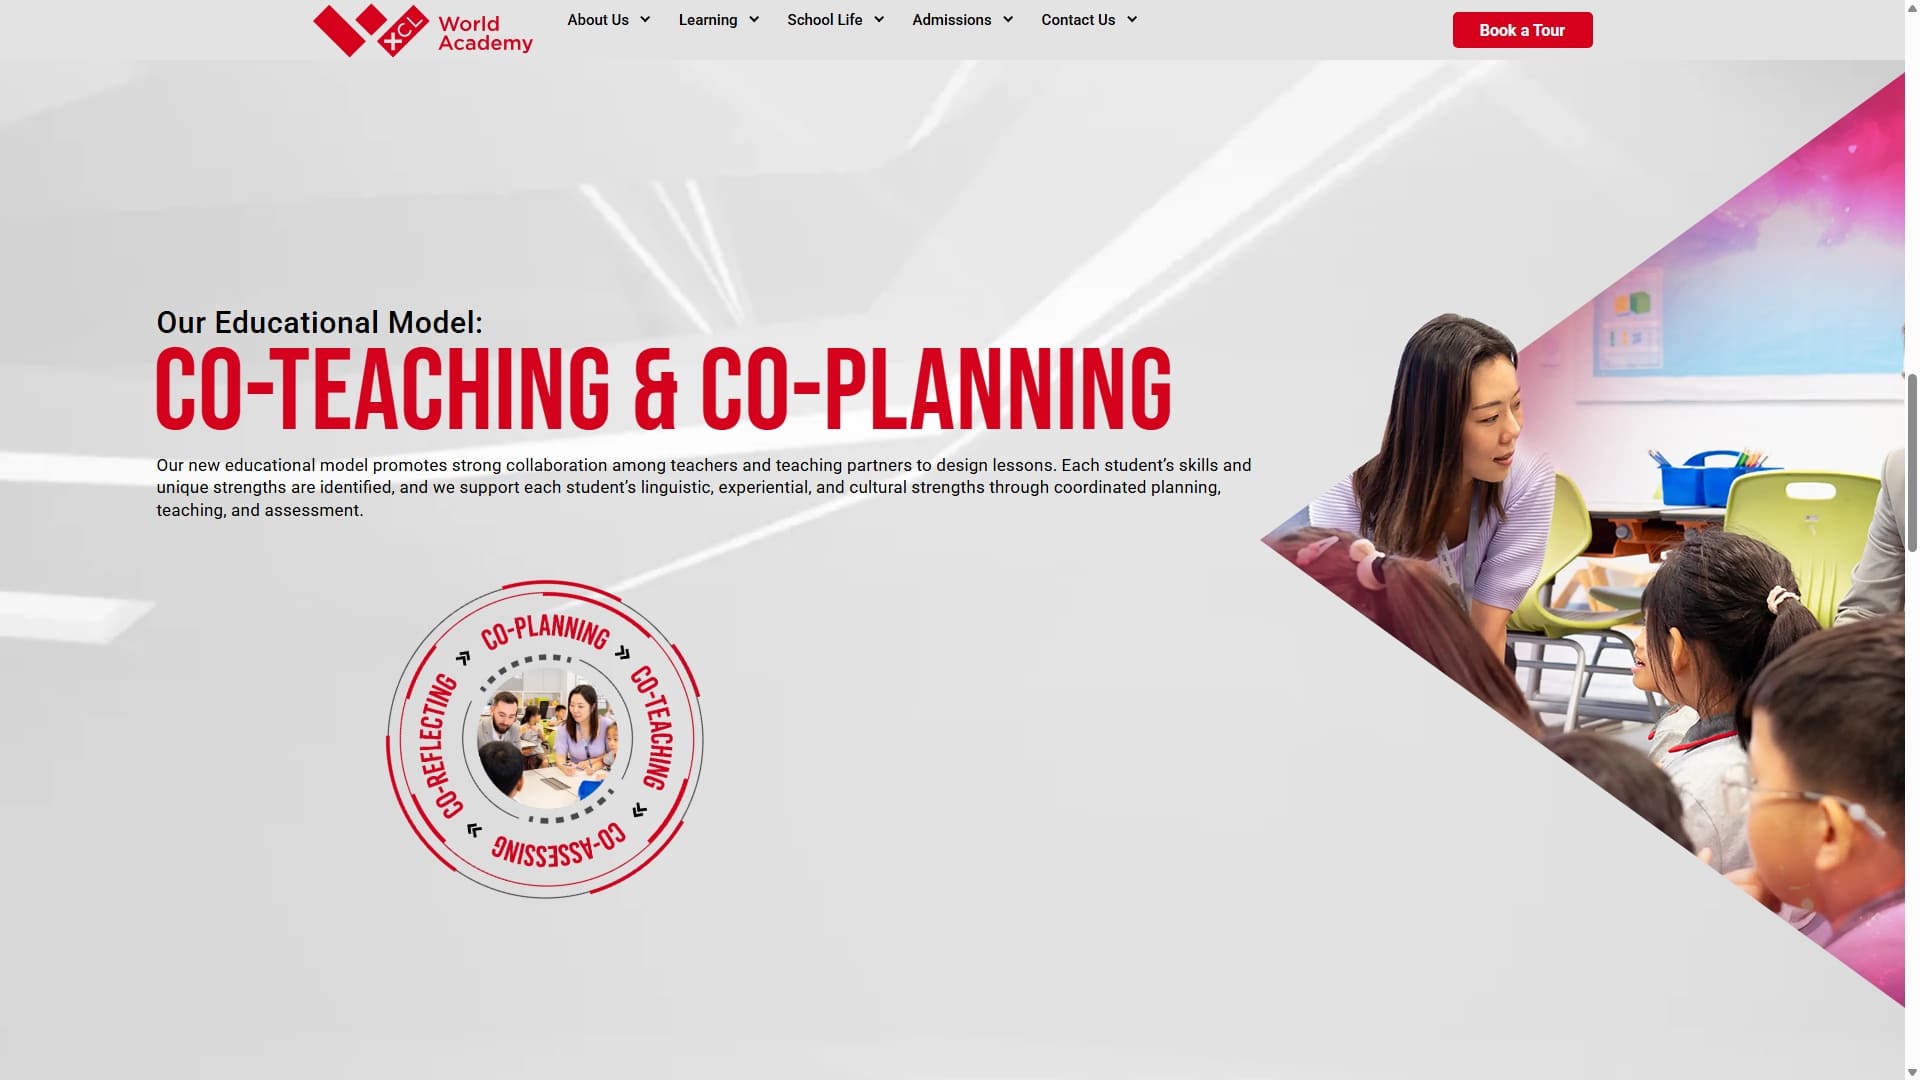 XCL
World
Academy
About Us
Learning
School Life
Admissions
Contact Us
Book a Tour
Our Educational Model:
CO-TEACHING & CO-PLANNING
Our new educational model promotes strong collaboration among teachers and teaching partners to design lessons. Each student’s skills and
unique strengths are identified, and we support each student’s linguistic, experiential, and cultural strengths through coordinated planning,
teaching, and assessment.
CO-PLANNING
CO-TEACHING
CO-ASSESSING
CO-REFLECTING